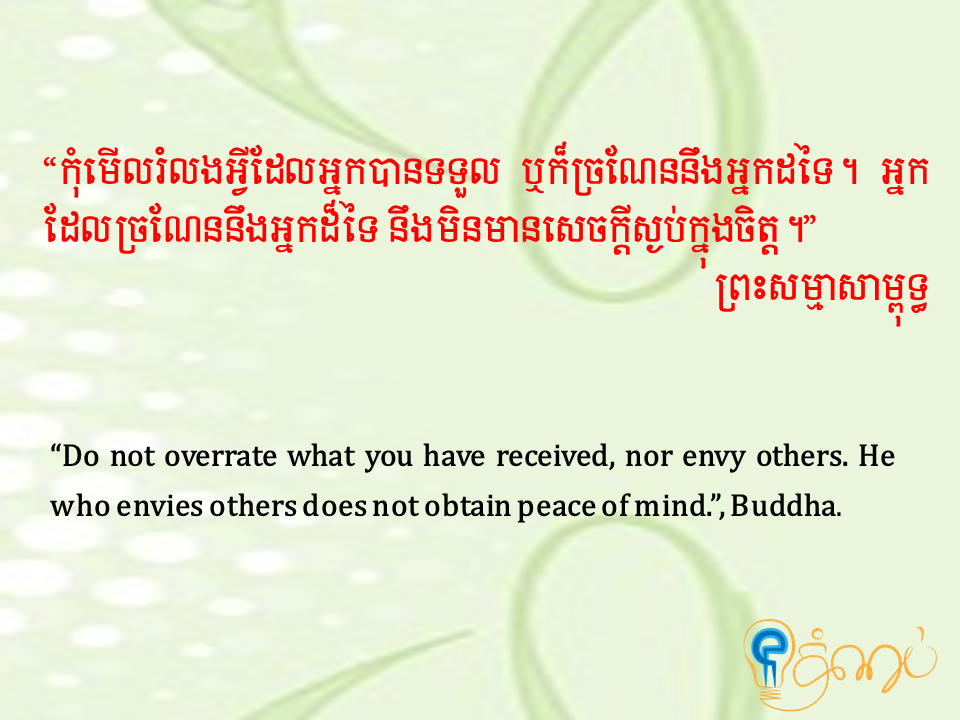 “កុំមើលរំលងអ្វីដែលអ្នកបានទទួល ឬក៏ច្រណែននឹងអ្នកដទៃ។ អ្នក
ដែលច្រណែននឹងអ្នកដ៏ទៃ នឹងមិនមានសេចក្តីស្ងប់ក្នុងចិត្ត។”
ព្រះសម្មាសាម្ពុទ្ធ
“Do not overrate what you have received, nor envy others. He
who envies others does not obtain peace of mind.”, Buddha.